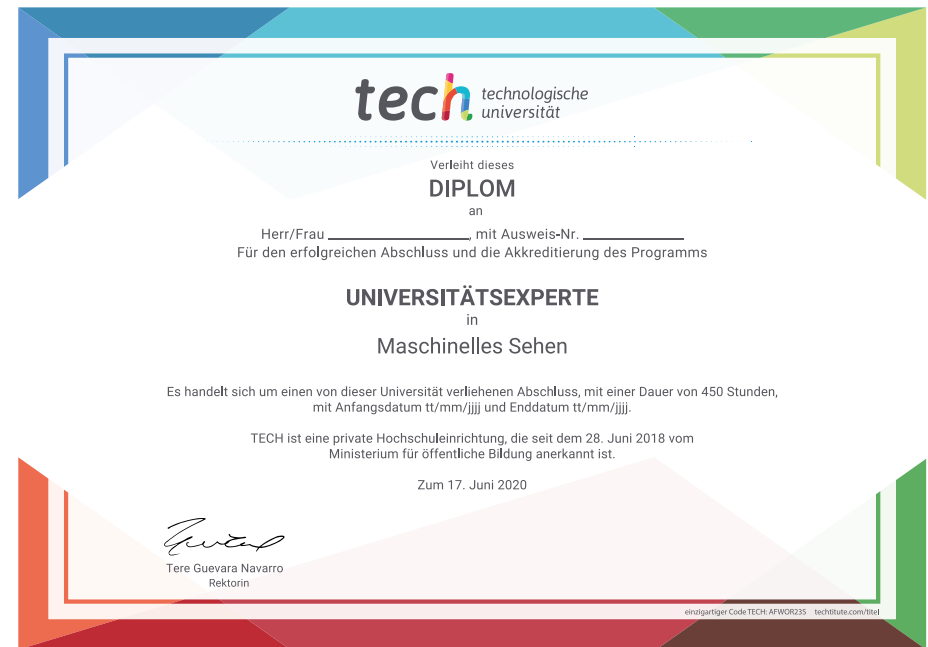 tech technologische
universität
Verleiht dieses
DIPLOM
an
Herr/Frau ____________________, mit Ausweis-Nr. ______________
Für den erfolgreichen Abschluss und die Akkreditierung des Programms
UNIVERSITÄTSEXPERTE
in
Maschinelles Sehen
Es handelt sich um einen von dieser Universität verliehenen Abschluss, mit einer Dauer von 450 Stunden,
mit Anfangsdatum tt/mm/jjjj und Enddatum tt/mm/jjjj.
TECH ist eine private Hochschuleinrichtung, die seit dem 28. Juni 2018 vom
Ministerium für öffentliche Bildung anerkannt ist.
Zum 17. Juni 2020
Tere Guevara Navarro
Rektorin
einzigartiger Code TECH: AFWOR23S techtitute.com/titel